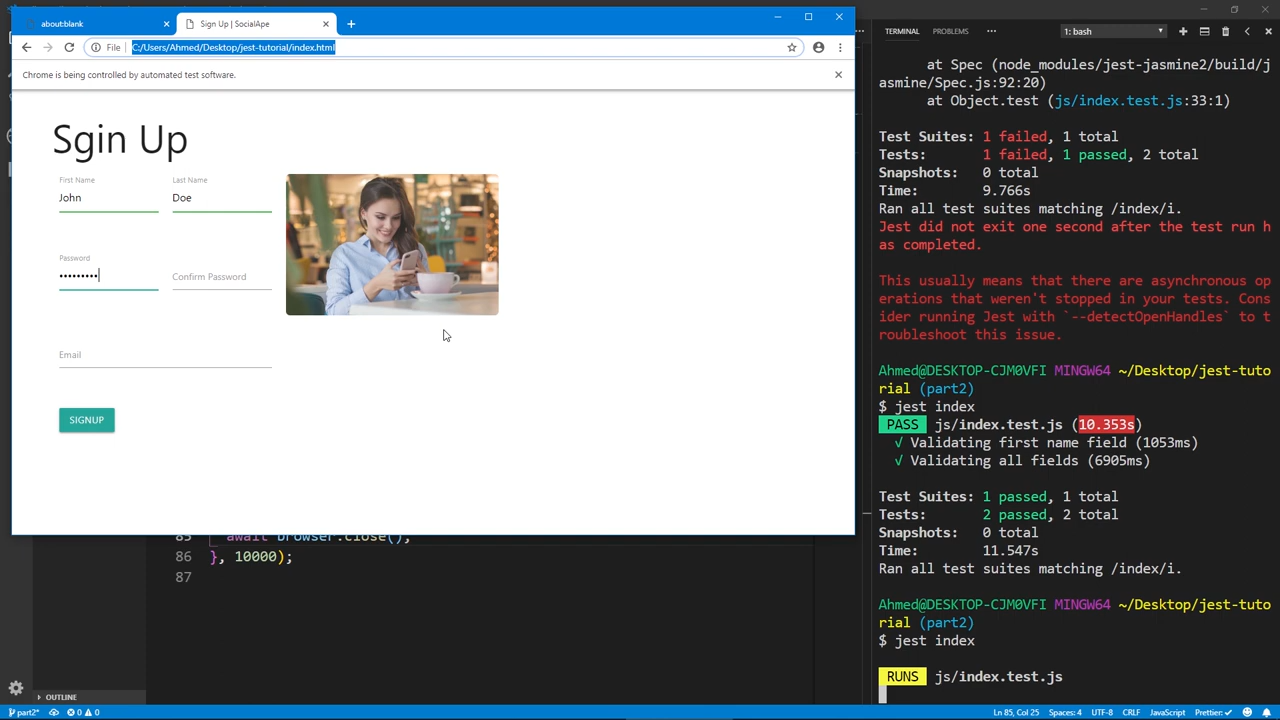 about:blank
Sign Up | SocialApe
File
C:/Users/Ahmed/Desktop/jest-tutorial/index.html
Chrome is being controlled by automated test software.
Sgin Up
First Name
Last Name
John
Doe
Password
•••••••••
Confirm Password
Email
SIGNUP
85 await browser.close();
86 }, 10000);
87
OUTLINE
TERMINAL
PROBLEMS
1: bash
at Spec (node_modules/jest-jasmine2/build/j
asmine/Spec.js:92:20)
at Object.test (js/index.test.js:33:1)
Test Suites: 1 failed, 1 total
Tests: 1 failed, 1 passed, 2 total
Snapshots: 0 total
Time: 9.766s
Ran all test suites matching /index/i.
Jest did not exit one second after the test run h
as completed.
This usually means that there are asynchronous op
erations that weren't stopped in your tests. Cons
ider running Jest with `--detectOpenHandles` to t
roubleshoot this issue.
Ahmed@DESKTOP-CJM0VFI MINGW64 ~/Desktop/jest-tuto
rial (part2)
$ jest index
PASS js/index.test.js (10.353s)
√ Validating first name field (1053ms)
√ Validating all fields (6905ms)
Test Suites: 1 passed, 1 total
Tests: 2 passed, 2 total
Snapshots: 0 total
Time: 11.547s
Ran all test suites matching /index/i.
Ahmed@DESKTOP-CJM0VFI MINGW64 ~/Desktop/jest-tuto
rial (part2)
$ jest index
RUNS js/index.test.js
part2*
0
0
Ln 85, Col 25
Spaces: 4
UTF-8
CRLF
JavaScript
Prettier: ✓